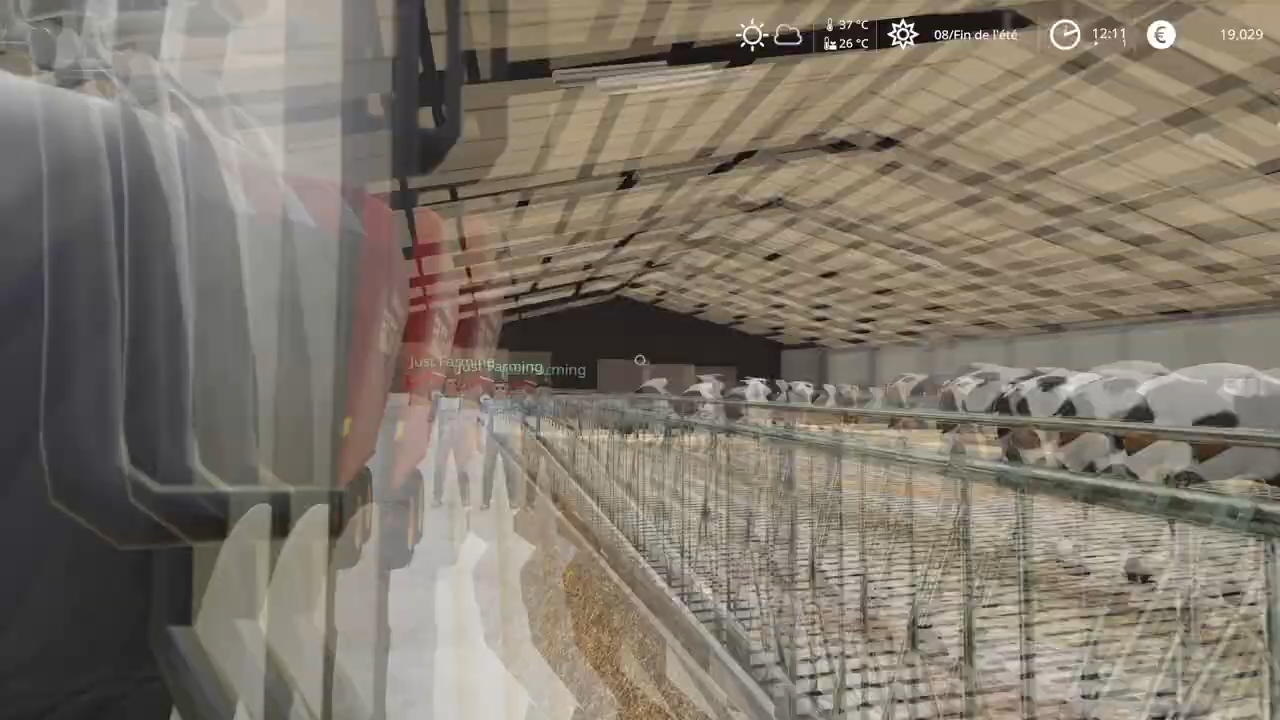 37 °C
26 °C
08/Fin de l'été
12:11
19.029
Just Farming
Just Farming